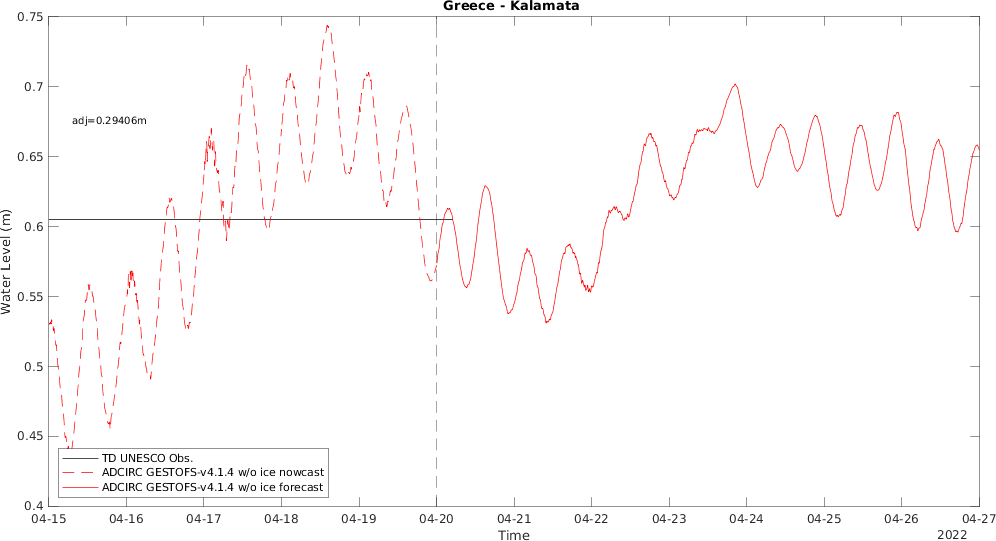 Greece - Kalamata
0.75
0.7
0.65
0.6
0.55
0.5
0.45
0.4
Water Level (m)
adj=0.29406m
TD UNESCO Obs.
ADCIRC GESTOFS-v4.1.4 w/o ice nowcast
ADCIRC GESTOFS-v4.1.4 w/o ice forecast
04-15 04-16 04-17 04-18 04-19 04-20 04-21 04-22 04-23 04-24 04-25 04-26 04-27
Time
2022